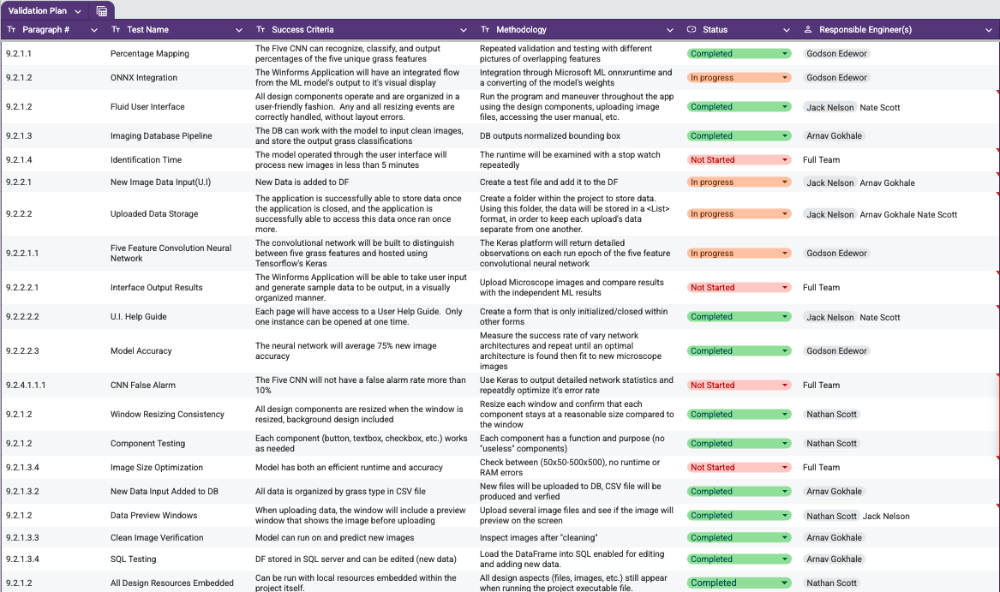 Validation Plan
Paragraph # Test Name Success Criteria Methodology Status Responsible Engineer(s)
9.2.1.1 Percentage Mapping The FIve CNN can recognize, classify, and output percentages of the five unique grass features Repeated validation and testing with different pictures of overlapping features Completed Godson Edewor
9.2.1.2 ONNX Integration The Winforms Application will have an integrated flow from the ML model's output to it's visual display Integration through Microsoft ML onnxruntime and a converting of the model's weights In progress Godson Edewor
9.2.1.2 Fluid User Interface All design components operate and are organized in a user-friendly fashion. Any and all resizing events are correctly handled, without layout errors. Run the program and maneuver throughout the app using the design components, uploading image files, accessing the user manual, etc. Completed Jack Nelson Nate Scott
9.2.1.3 Imaging Database Pipeline The DB can work with the model to input clean images, and store the output grass classifications DB outputs normalized bounding box Completed Arnav Gokhale
9.2.1.4 Identification Time The model operated through the user interface will process new images in less than 5 minutes The runtime will be examined with a stop watch repeatedly Not Started Full Team
9.2.2.1 New Image Data Input(U.I) New Data is added to DF Create a test file and add it to the DF In progress Jack Nelson Arnav Gokhale
9.2.2.2 Uploaded Data Storage The application is successfully able to store data once the application is closed, and the application is successfully able to access this data once ran once more. Create a folder within the project to store data. Using this folder, the data will be stored in a <List> format, in order to keep each upload's data separate from one another. In progress Jack Nelson Arnav Gokhale Nate Scott
9.2.2.1.1 Five Feature Convolution Neural Network The convolutional network will be built to distinguish between five grass features and hosted using Tensorflow's Keras The Keras platform will return detailed observations on each run epoch of the five feature convolutional neural network In progress Godson Edewor
9.2.2.2.1 Interface Output Results The Winforms Application will be able to take user input and generate sample data to be output, in a visually organized manner. Upload Microscope images and compare results with the independent ML results Not Started Full Team
9.2.2.2.2 U.I. Help Guide Each page will have access to a User Help Guide. Only one instance can be opened at one time. Create a form that is only initialized/closed within other forms Completed Jack Nelson Nate Scott
9.2.2.2.3 Model Accuracy The neural network will average 75% new image accuracy Measure the success rate of vary network architectures and repeat until an optimal architecture is found then fit to new microscope images Completed Godson Edewor
9.2.4.1.1.1 CNN False Alarm The Five CNN will not have a false alarm rate more than 10% Use Keras to output detailed network statistics and repeatdly optimize it's error rate Not Started Full Team
9.2.1.2 Window Resizing Consistency All design components are resized when the window is resized, background design included Resize each window and confirm that each component stays at a reasonable size compared to the window Completed Nathan Scott
9.2.1.2 Component Testing Each component (button, textbox, checkbox, etc.) works as needed Each component has a function and purpose (no "useless" components) Completed Nathan Scott
9.2.1.3.4 Image Size Optimization Model has both an efficient runtime and accuracy Check between (50x50-500x500), no runtime or RAM errors Not Started Full Team
9.2.1.3.2 New Data Input Added to DB All data is organized by grass type in CSV file New files will be uploaded to DB, CSV file will be produced and verfied Completed Arnav Gokhale
9.2.1.2 Data Preview Windows When uploading data, the window will include a preview window that shows the image before uploading Upload several image files and see if the image will preview on the screen Completed Nathan Scott Jack Nelson
9.2.1.3.3 Clean Image Verification Model can run on and predict new images Inspect images after "cleaning" Completed Arnav Gokhale
9.2.1.3.4 SQL Testing DF stored in SQL server and can be edited (new data) Load the DataFrame into SQL enabled for editing and adding new data. Completed Arnav Gokhale
9.2.1.2 All Design Resources Embedded Can be run with local resources embedded within the project itself. All design aspects (files, images, etc.) still appear when running the project executable file. Completed Nathan Scott